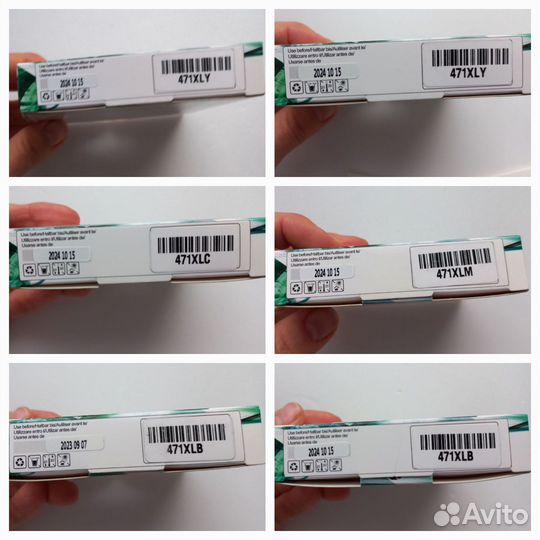 Use before/Haltbar bis/Autiliser avant le/
Utilizzare entro il/Utilizar antes de/
Usarse antes de
2024 10 15
471XLY
Use before/Haltbar bis/Autiliser avant le/
Utilizzare entro il/Utilizar antes de/
Usarse antes de
2024 10 15
471XLY
Use before/Haltbar bis/Autiliser avant le/
Utilizzare entro il/Utilizar antes de/
Usarse antes de
2024 10 15
471XLC
Use before/Haltbar bis/Autiliser avant le/
Utilizzare entro il/Utilizar antes de/
Usarse antes de
2024 10 15
471XLM
Use before/Haltbar bis/Autiliser avant le/
Utilizzare entro il/Utilizar antes de/
Usarse antes de
2023 09 07
471XLB
Use before/Haltbar bis/Autiliser avant le/
Utilizzare entro il/Utilizar antes de/
Usarse antes de
2024 10 15
471XLB
Avito